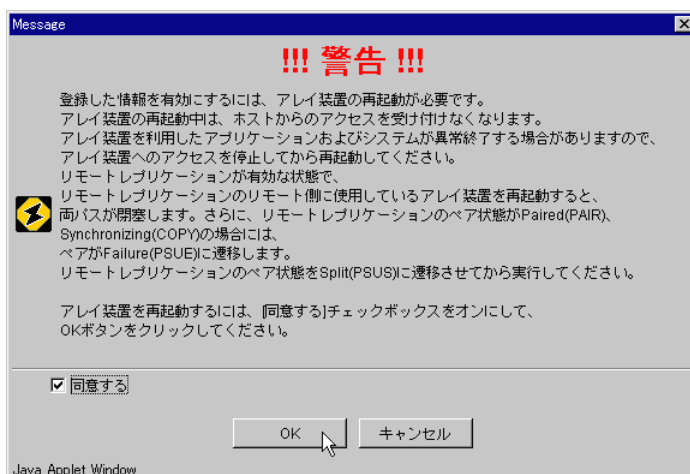 Message
!!! 警告 !!!
登録した情報を有効にするには、アレイ装置の再起動が必要です。
アレイ装置の再起動中は、ホストからのアクセスを受け付けなくなります。
アレイ装置を利用したアプリケーションおよびシステムが異常終了する場合がありますので、
アレイ装置へのアクセスを停止してから再起動してください。
リモートレプリケーションが有効な状態で、
リモートレプリケーションのリモート側に使用しているアレイ装置を再起動すると、
両パスが閉塞します。さらに、リモートレプリケーションのペア状態がPaired(PAIR)、
Synchronizing(COPY)の場合には、
ペアがFailure(PSUE)に遷移します。
リモートレプリケーションのペア状態をSplit(PSUS)に遷移させてから実行してください。
アレイ装置を再起動するには、[同意する]チェックボックスをオンにして、
OKボタンをクリックしてください。
同意する
OK キャンセル
Java Applet Window